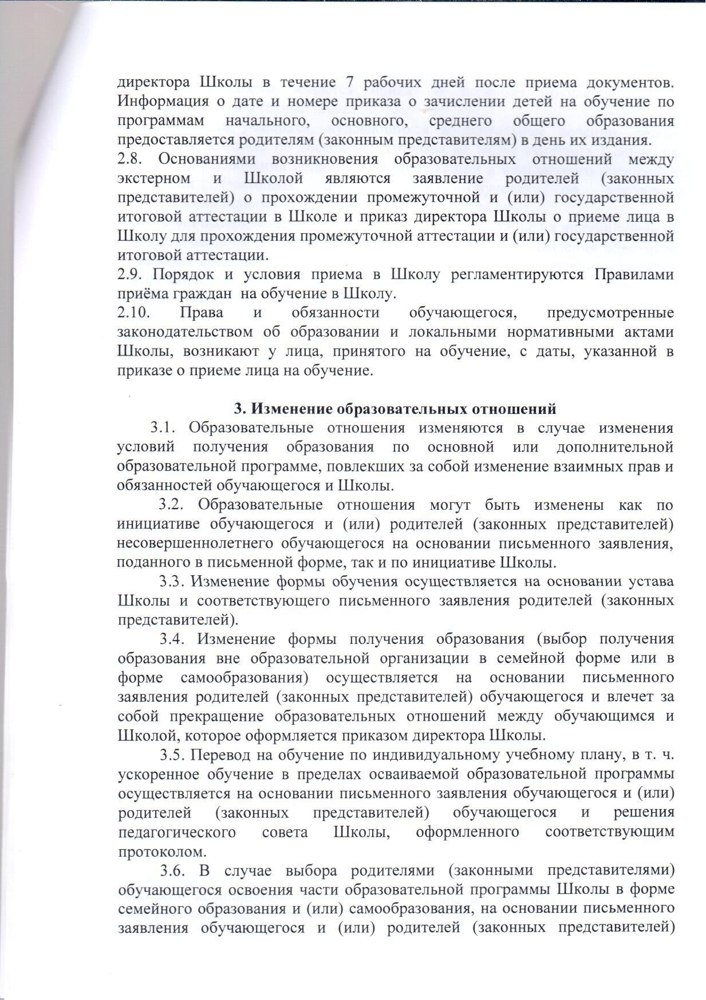 директора Школы в течение 7 рабочих дней после приема документов.
Информация о дате и номере приказа о зачислении детей на обучение по
программам начального, основного, среднего общего образования
предоставляется родителям (законным представителям) в день их издания.
2.8. Основаниями возникновения образовательных отношений между
экстерном и Школой являются заявление родителей (законных
представителей) о прохождении промежуточной и (или) государственной
итоговой аттестации в Школе и приказ директора Школы о приеме лица в
Школу для прохождения промежуточной аттестации и (или) государственной
итоговой аттестации.
2.9. Порядок и условия приема в Школу регламентируются Правилами
приёма граждан на обучение в Школу.
2.10. Права и обязанности обучающегося, предусмотренные
законодательством об образовании и локальными нормативными актами
Школы, возникают у лица, принятого на обучение, с даты, указанной в
приказе о приеме лица на обучение.
3. Изменение образовательных отношений
3.1. Образовательные отношения изменяются в случае изменения
условий получения образования по основной или дополнительной
образовательной программе, повлекших за собой изменение взаимных прав и
обязанностей обучающегося и Школы.
3.2. Образовательные отношения могут быть изменены как по
инициативе обучающегося и (или) родителей (законных представителей)
несовершеннолетнего обучающегося на основании письменного заявления,
поданного в письменной форме, так и по инициативе Школы.
3.3. Изменение формы обучения осуществляется на основании устава
Школы и соответствующего письменного заявления родителей (законных
представителей).
3.4. Изменение формы получения образования (выбор получения
образования вне образовательной организации в семейной форме или в
форме самообразования) осуществляется на основании письменного
заявления родителей (законных представителей) обучающегося и влечет за
собой прекращение образовательных отношений между обучающимся и
Школой, которое оформляется приказом директора Школы.
3.5. Перевод на обучение по индивидуальному учебному плану, в т. ч.
ускоренное обучение в пределах осваиваемой образовательной программы
осуществляется на основании письменного заявления обучающегося и (или)
родителей (законных представителей) обучающегося и решения
педагогического совета Школы, оформленного соответствующим
протоколом.
3.6. В случае выбора родителями (законными представителями)
обучающегося освоения части образовательной программы Школы в форме
семейного образования и (или) самообразования, на основании письменного
заявления обучающегося и (или) родителей (законных представителей)